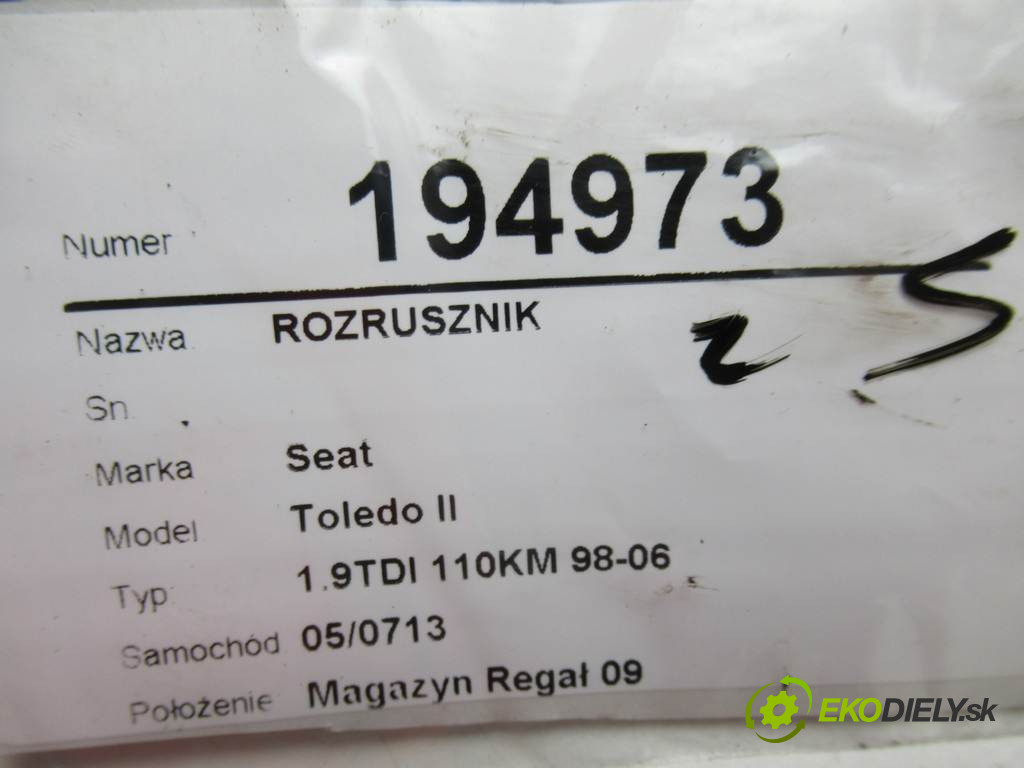 Numer 194973
Nazwa ROZRUSZNIK
25
Sn
Marka Seat
Model Toledo II
Typ 1.9TDI 110KM 98-06
Samochód 05/0713
Położenie Magazyn Regał 09
EKODIELY.sk